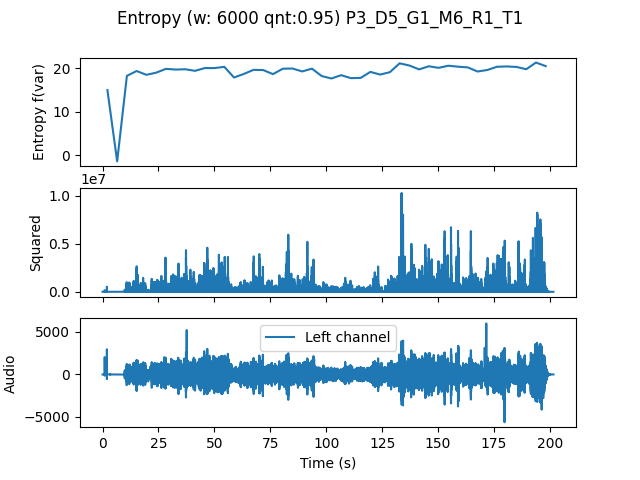 Entropy (w: 6000 qnt:0.95) P3_D5_G1_M6_R1_T1
20
10
0
Entropy f(var)
1e7
1.0
0.5
0.0
Squared
5000
0
−5000
Audio
Left channel
0 25 50 75 100 125 150 175 200
Time (s)